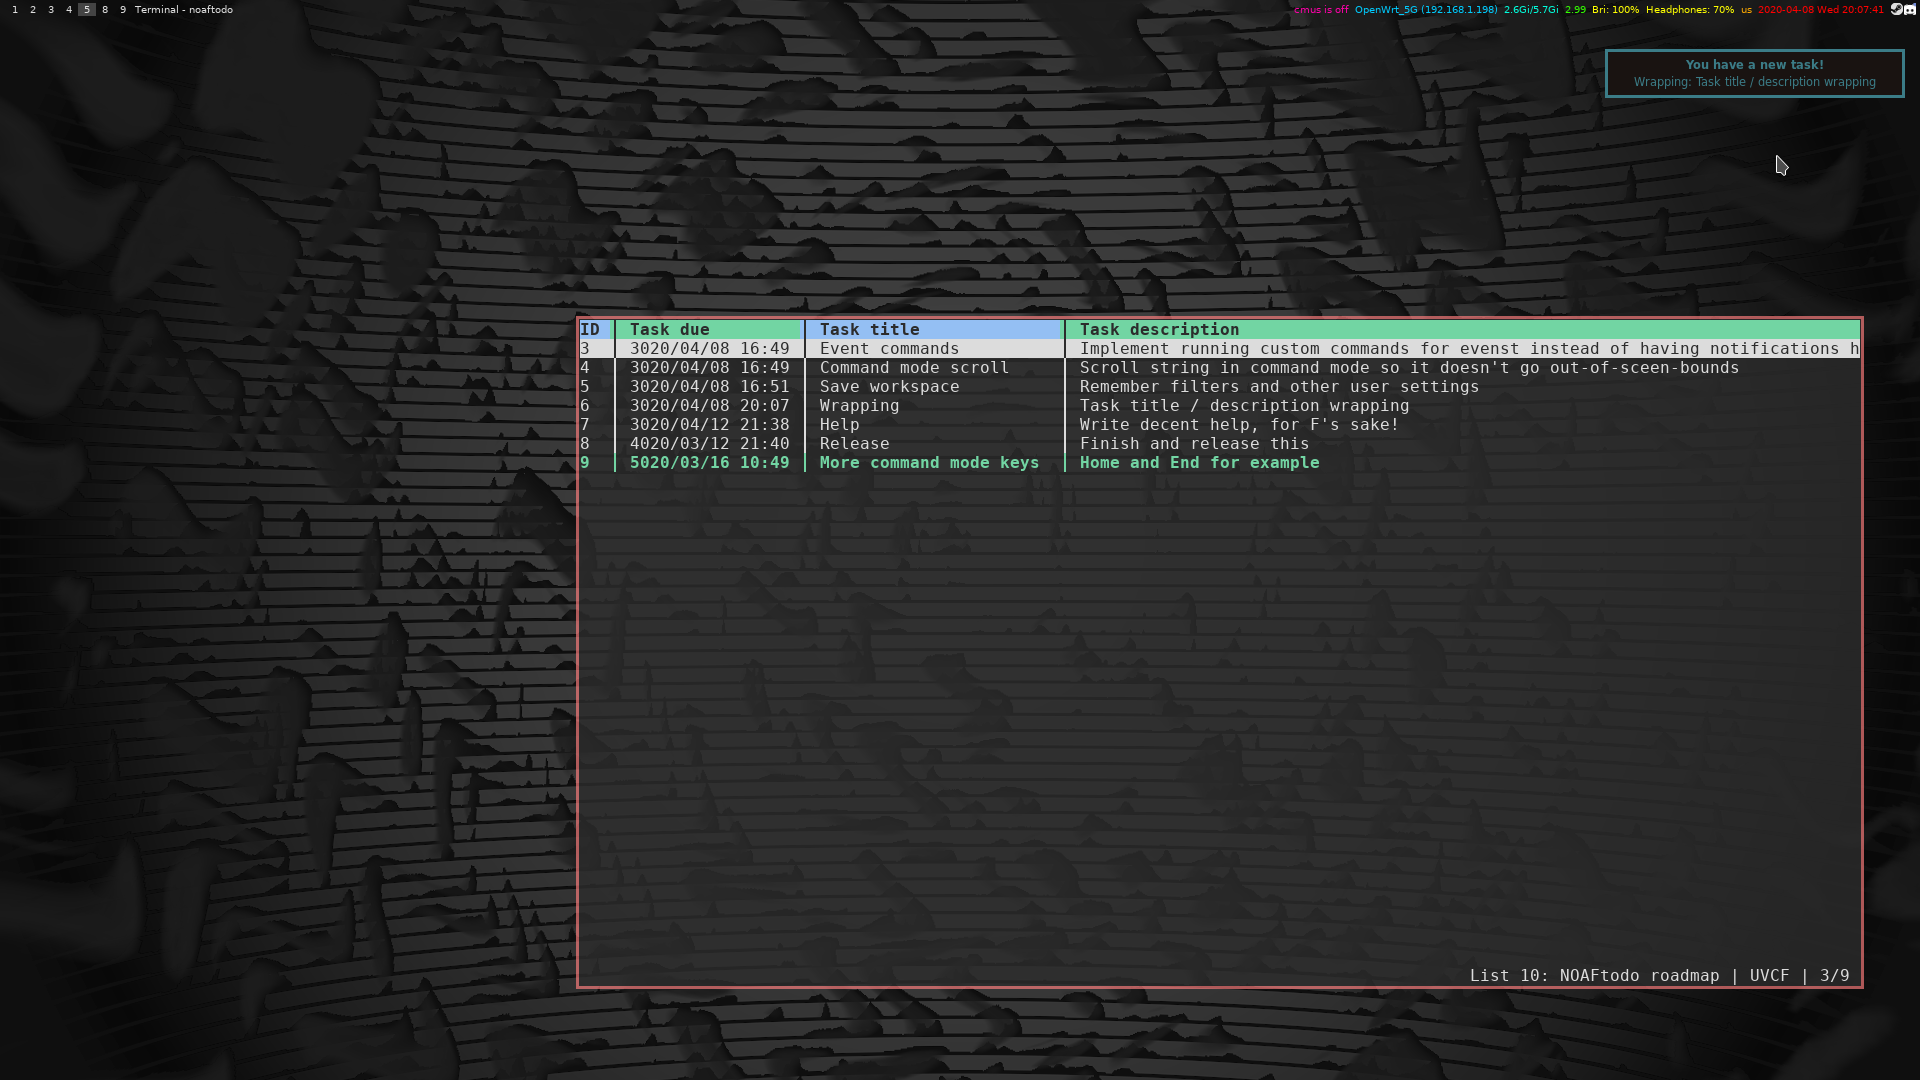 1 2 3 4 5 8 9 Terminal - noaftodo
cmus is off OpenWrt_5G (192.168.1.198) 2.6Gi/5.7Gi 2.99 Bri: 100% Headphones: 70% us 2020-04-08 Wed 20:07:41
You have a new task!
Wrapping: Task title / description wrapping
ID Task due Task title Task description
3 3020/04/08 16:49 Event commands Implement running custom commands for evenst instead of having notifications h
4 3020/04/08 16:49 Command mode scroll Scroll string in command mode so it doesn't go out-of-sceen-bounds
5 3020/04/08 16:51 Save workspace Remember filters and other user settings
6 3020/04/08 20:07 Wrapping Task title / description wrapping
7 3020/04/12 21:38 Help Write decent help, for F's sake!
8 4020/03/12 21:40 Release Finish and release this
9 5020/03/16 10:49 More command mode keys Home and End for example
List 10: NOAFtodo roadmap | UVCF | 3/9